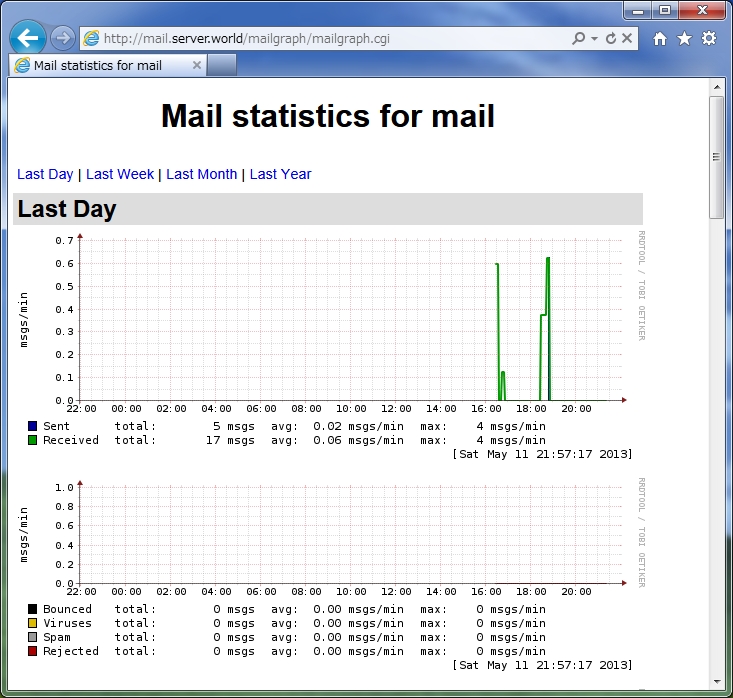 http://mail.server.world/mailgraph/mailgraph.cgi
Mail statistics for mail
Mail statistics for mail
Last Day | Last Week | Last Month | Last Year
Last Day
msgs/min
0.7
0.6
0.5
0.4
0.3
0.2
0.1
0.0
22:00 00:00 02:00 04:00 06:00 08:00 10:00 12:00 14:00 16:00 18:00 20:00
RRDTOOL / TOBI OETIKER
Sent total: 5 msgs avg: 0.02 msgs/min max: 4 msgs/min
Received total: 17 msgs avg: 0.06 msgs/min max: 4 msgs/min
[Sat May 11 21:57:17 2013]
msgs/min
1.0
0.8
0.6
0.4
0.2
0.0
22:00 00:00 02:00 04:00 06:00 08:00 10:00 12:00 14:00 16:00 18:00 20:00
RRDTOOL / TOBI OETIKER
Bounced total: 0 msgs avg: 0.00 msgs/min max: 0 msgs/min
Viruses total: 0 msgs avg: 0.00 msgs/min max: 0 msgs/min
Spam total: 0 msgs avg: 0.00 msgs/min max: 0 msgs/min
Rejected total: 0 msgs avg: 0.00 msgs/min max: 0 msgs/min
[Sat May 11 21:57:17 2013]